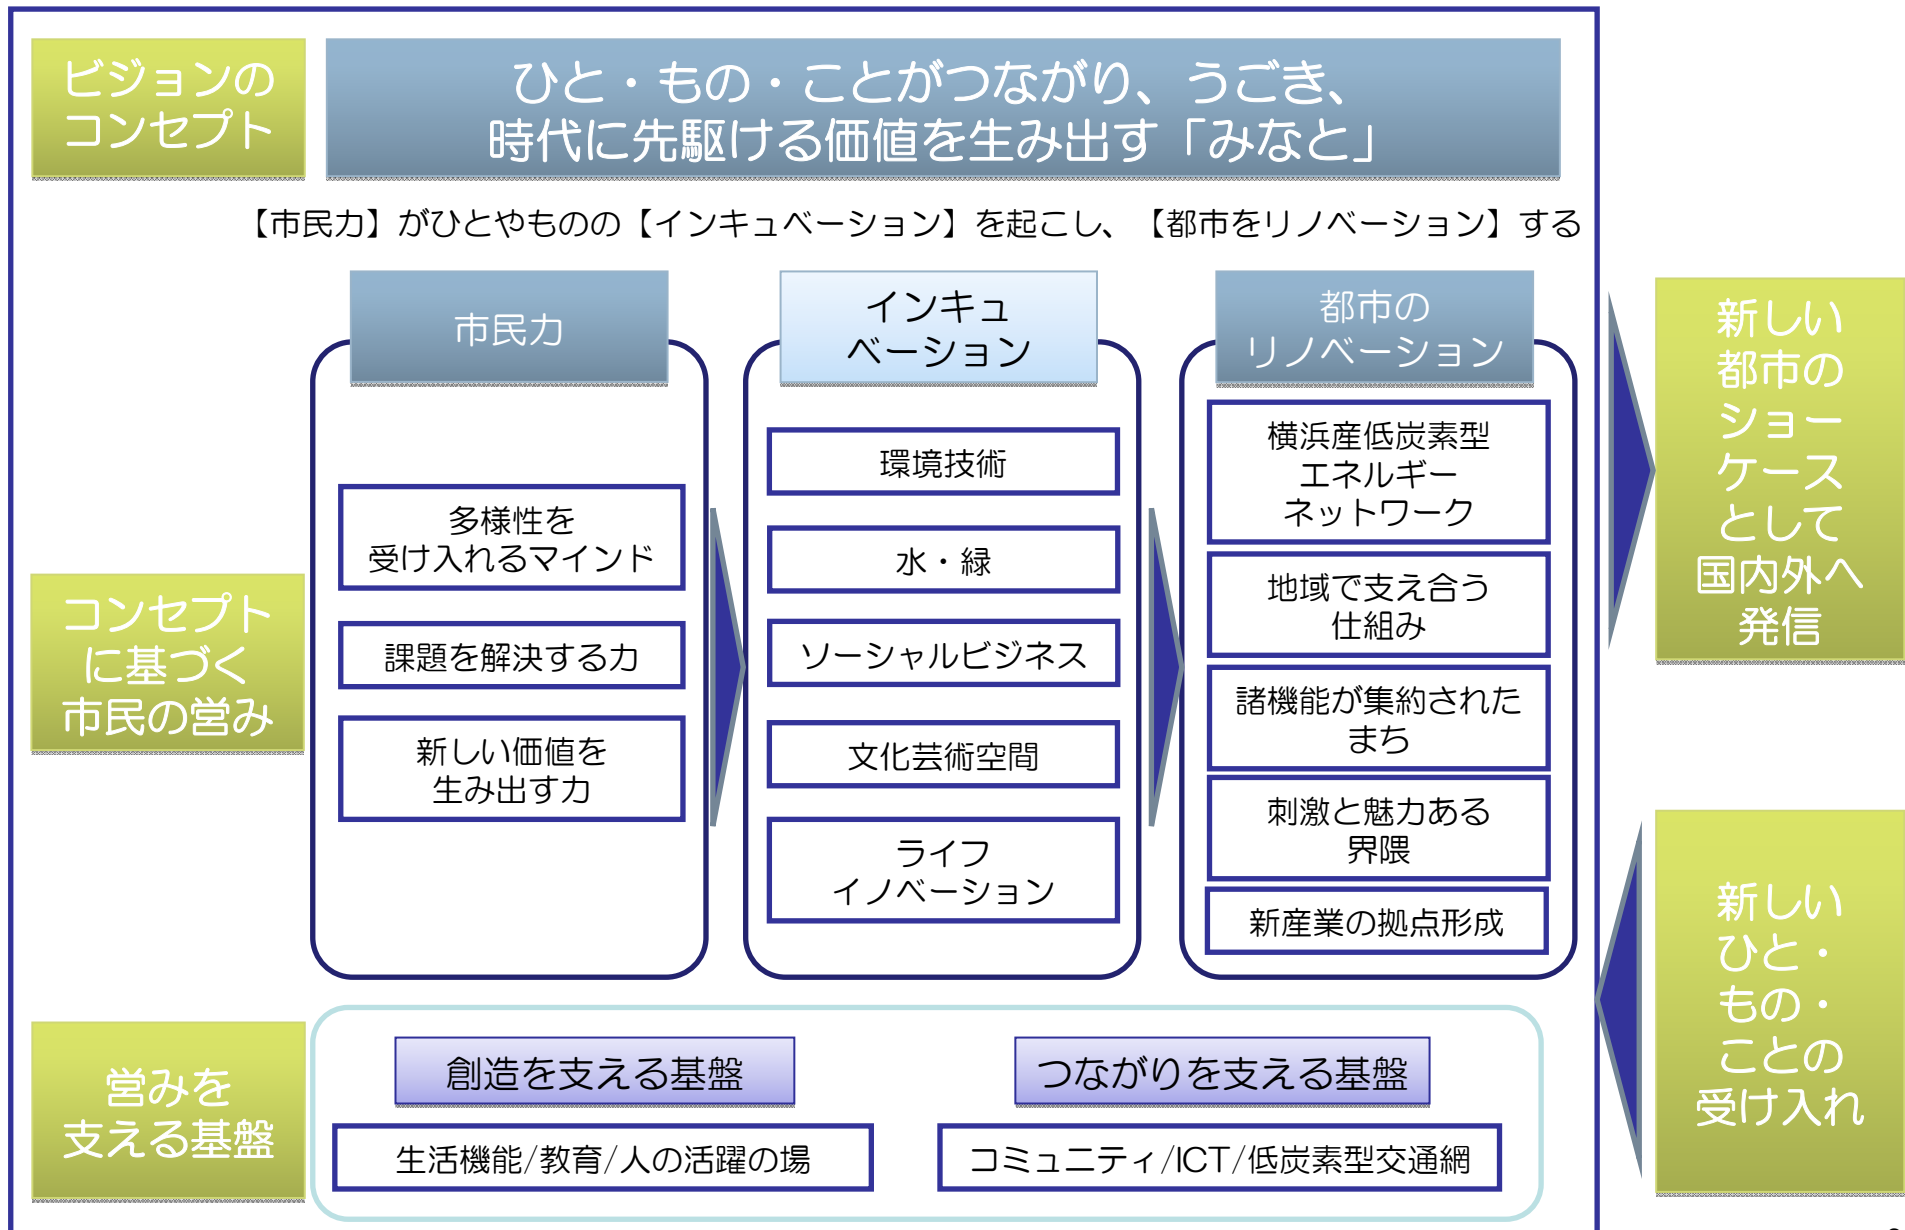 ビジョンの
コンセプト
ひと・もの・ことがつながり、うごき、
時代に先駆ける価値を生み出す「みなと」
【市民力】がひとやものの【インキュベーション】を起こし、【都市をリノベーション】する
コンセプト
に基づく
市民の営み
市民力
多様性を
受け入れるマインド
課題を解決する力
新しい価値を
生み出す力
インキュ
ベーション
環境技術
水・緑
ソーシャルビジネス
文化芸術空間
ライフ
イノベーション
都市の
リノベーション
横浜産低炭素型
エネルギー
ネットワーク
地域で支え合う
仕組み
諸機能が集約された
まち
刺激と魅力ある
界隈
新産業の拠点形成
新しい
都市の
ショー
ケース
として
国内外へ
発信
新しい
ひと・
もの・
ことの
受け入れ
営みを
支える基盤
創造を支える基盤
生活機能/教育/人の活躍の場
つながりを支える基盤
コミュニティ/ICT/低炭素型交通網